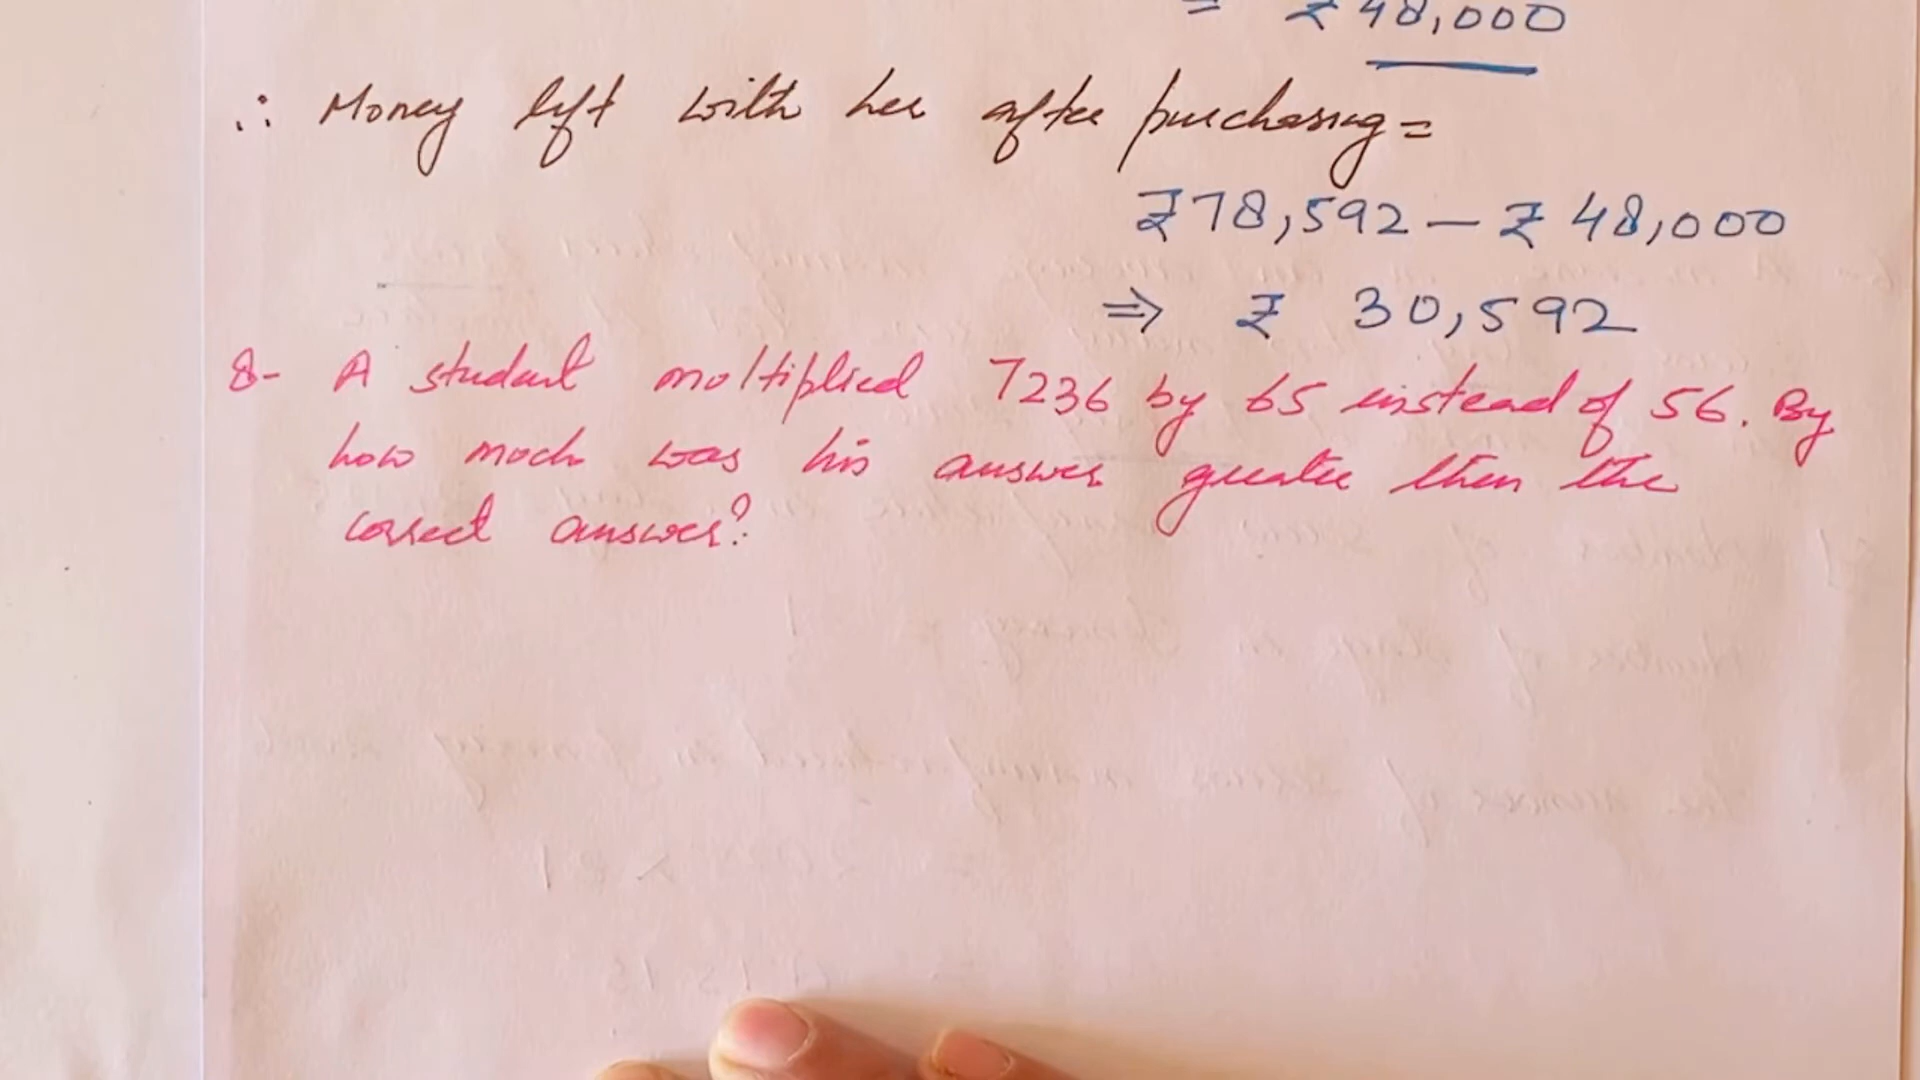 = ₹ 48,000
∴ Money left with her after purchasing =
₹78,592 — ₹ 48,000
⇒ ₹ 30,592
8- A student multiplied 7236 by 65 instead of 56. By
how much was his answer greater then the
correct answer?